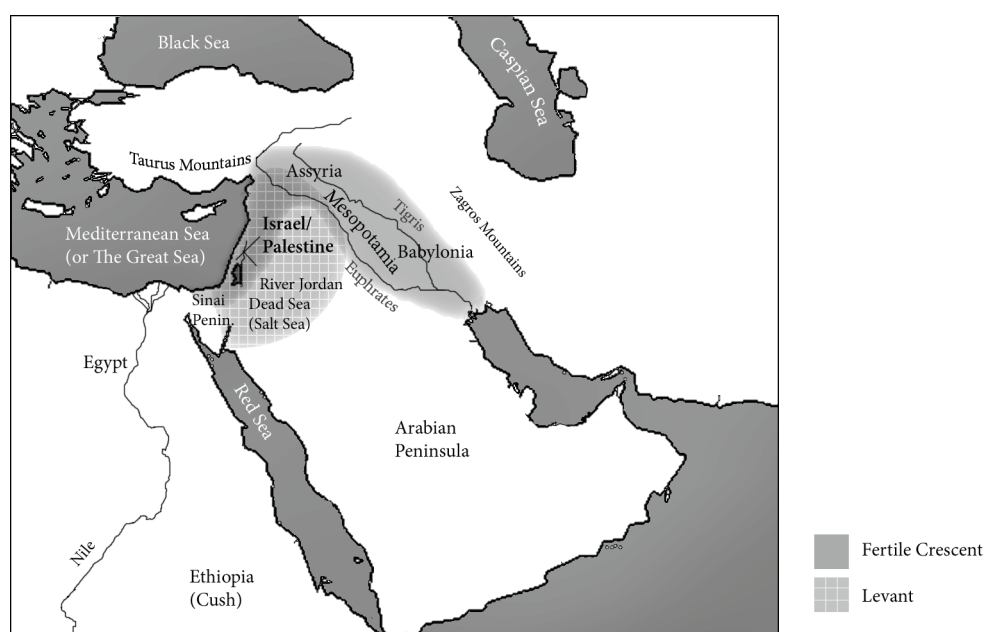 Black Sea
Caspian Sea
Taurus Mountains
Assyria
Mesopotamia
Tigris
Zagros Mountains
Israel/
Palestine
Mediterranean Sea
(or The Great Sea)
Babylonia
Euphrates
River Jordan
Dead Sea
(Salt Sea)
Sinai
Penin.
Egypt
Red Sea
Arabian
Peninsula
Nile
Ethiopia
(Cush)
Fertile Crescent
Levant